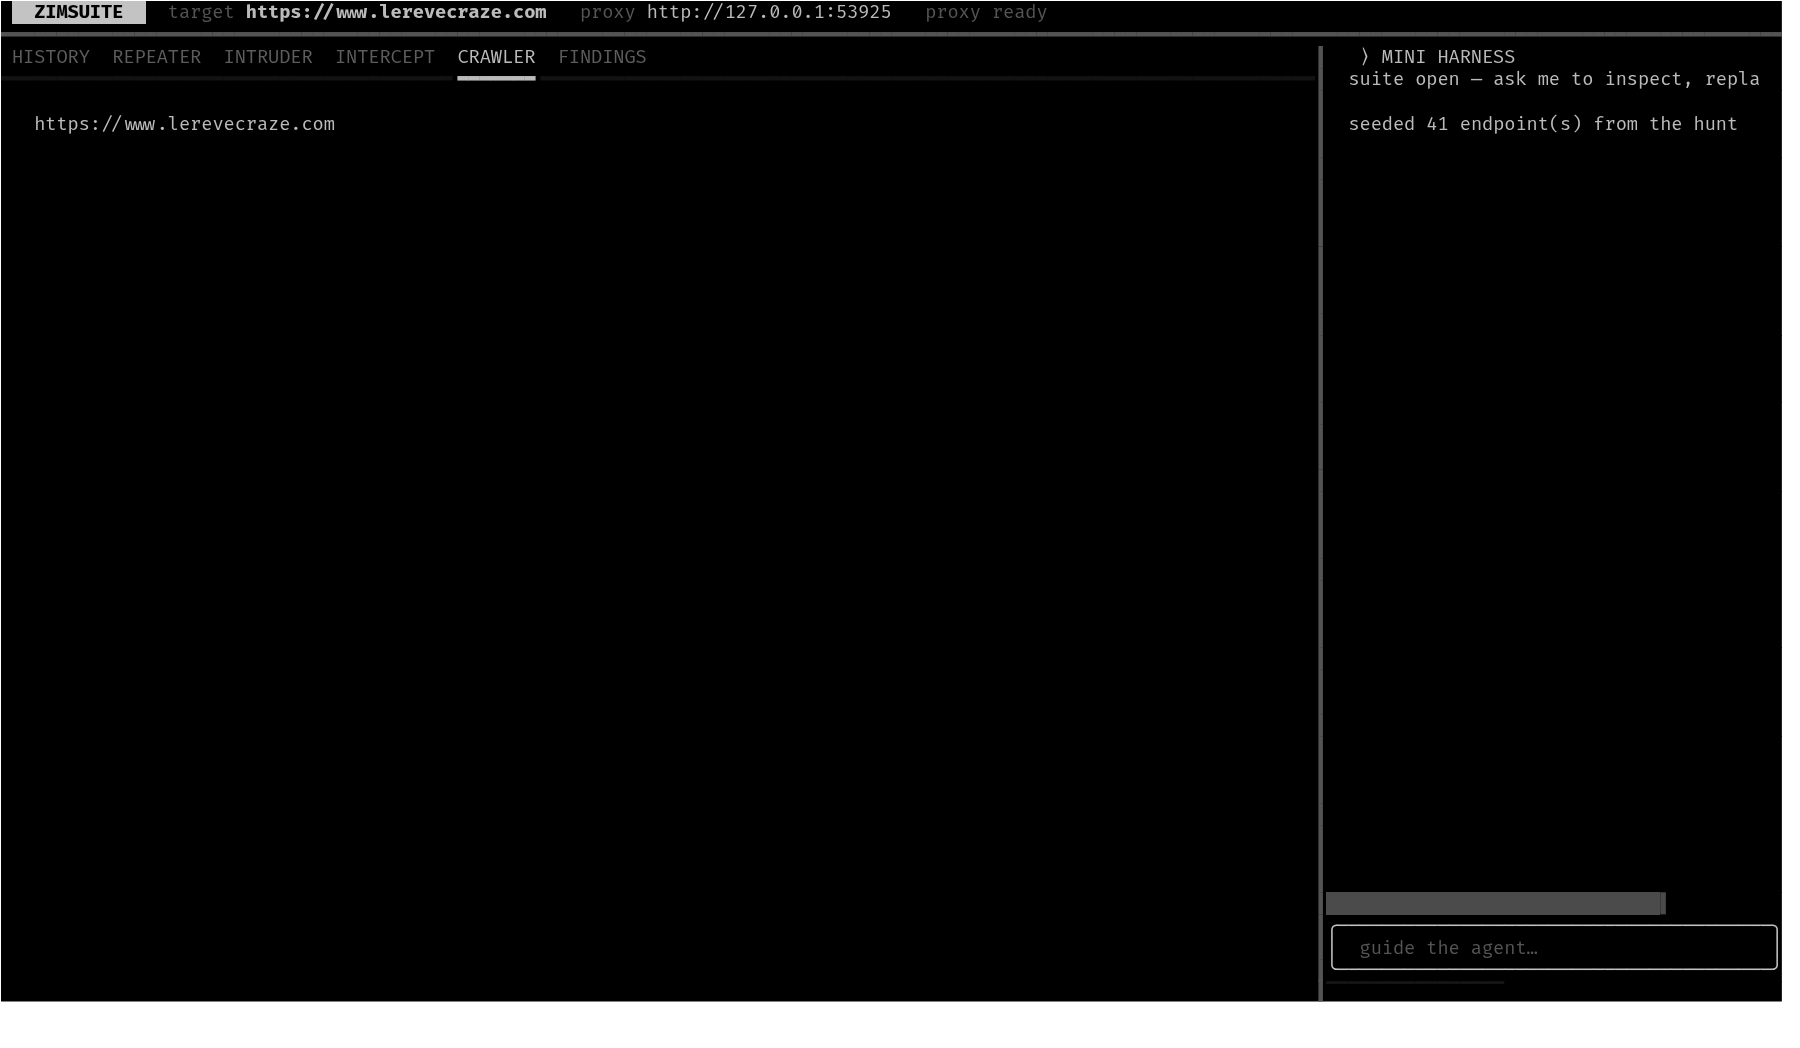 ZIMSUITE target https://www.lerevecraze.com proxy http://127.0.0.1:53925 proxy ready
HISTORY REPEATER INTRUDER INTERCEPT CRAWLER FINDINGS
https://www.lerevecraze.com
⟩ MINI HARNESS
suite open — ask me to inspect, repla
seeded 41 endpoint(s) from the hunt
guide the agent…